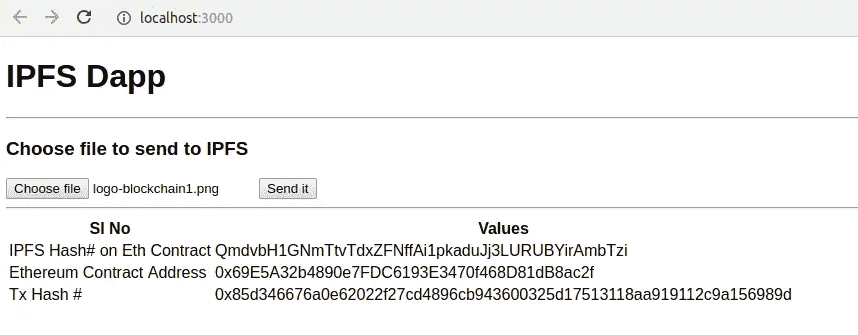 localhost:3000
IPFS Dapp
Choose file to send to IPFS
Choose file logo-blockchain1.png Send it
Sl No Values
IPFS Hash# on Eth Contract QmdvbH1GNmTtvTdxZFNffAi1pkaduJj3LURUBYirAmbTzi
Ethereum Contract Address 0x69E5A32b4890e7FDC6193E3470f468D81dB8ac2f
Tx Hash # 0x85d346676a0e62022f27cd4896cb943600325d17513118aa919112c9a156989d